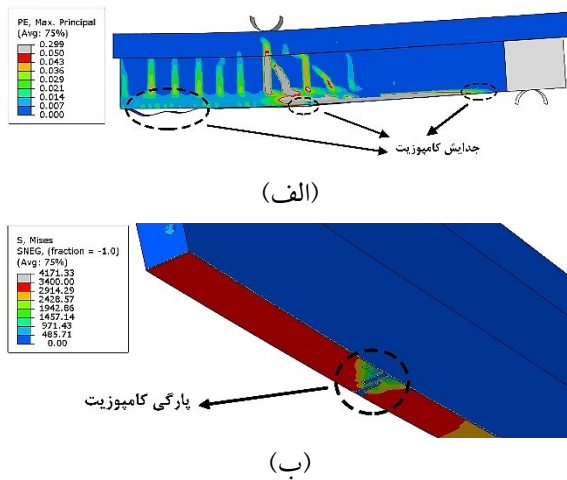 PE, Max. Principal
(Avg: 75%)
0.299
0.050
0.043
0.036
0.029
0.021
0.014
0.007
0.000
جدایش کامپوزیت
(الف)
S, Mises
SNEG, (fraction = -1.0)
(Avg: 75%)
4171.33
3400.00
2914.29
2428.57
1942.86
1457.14
971.43
485.71
0.00
پارگی کامپوزیت
(ب)